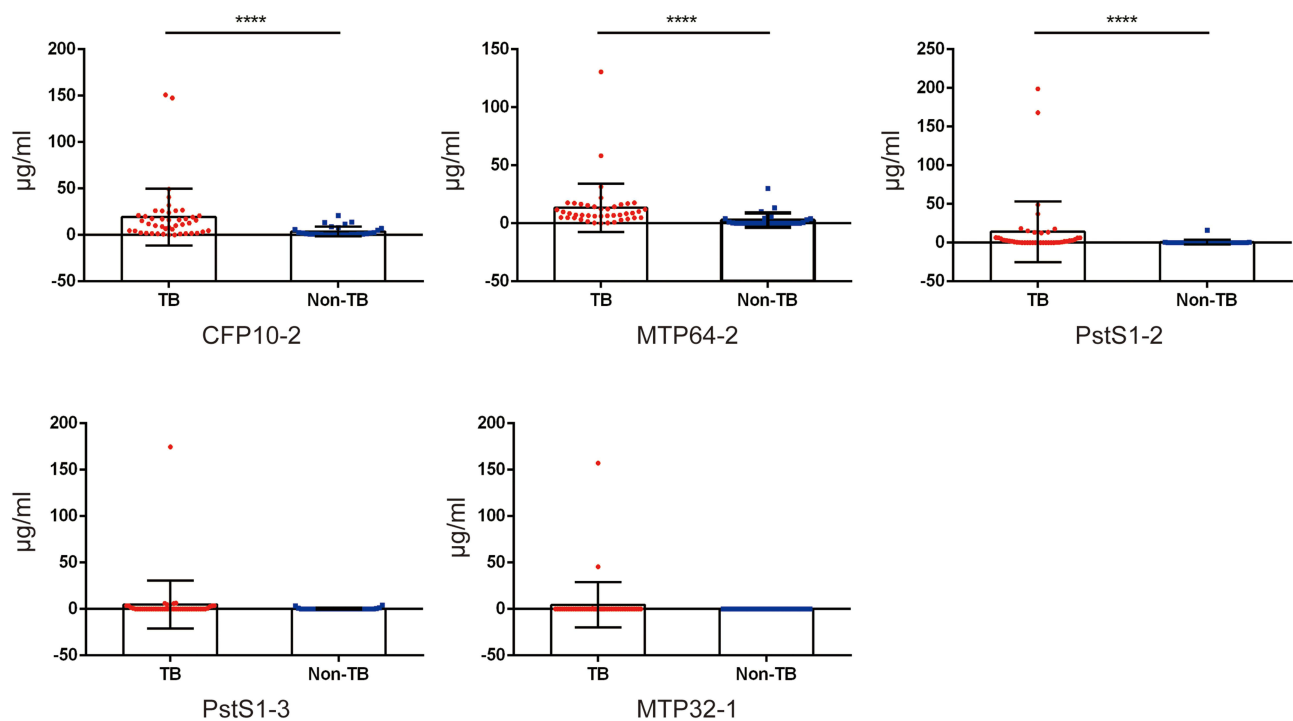 ****
200
150
100
50
0
-50
µg/ml
TB
Non-TB
CFP10-2
****
150
100
50
0
-50
µg/ml
TB
Non-TB
MTP64-2
****
250
200
150
100
50
0
-50
µg/ml
TB
Non-TB
PstS1-2
200
150
100
50
0
-50
µg/ml
TB
Non-TB
PstS1-3
200
150
100
50
0
-50
µg/ml
TB
Non-TB
MTP32-1